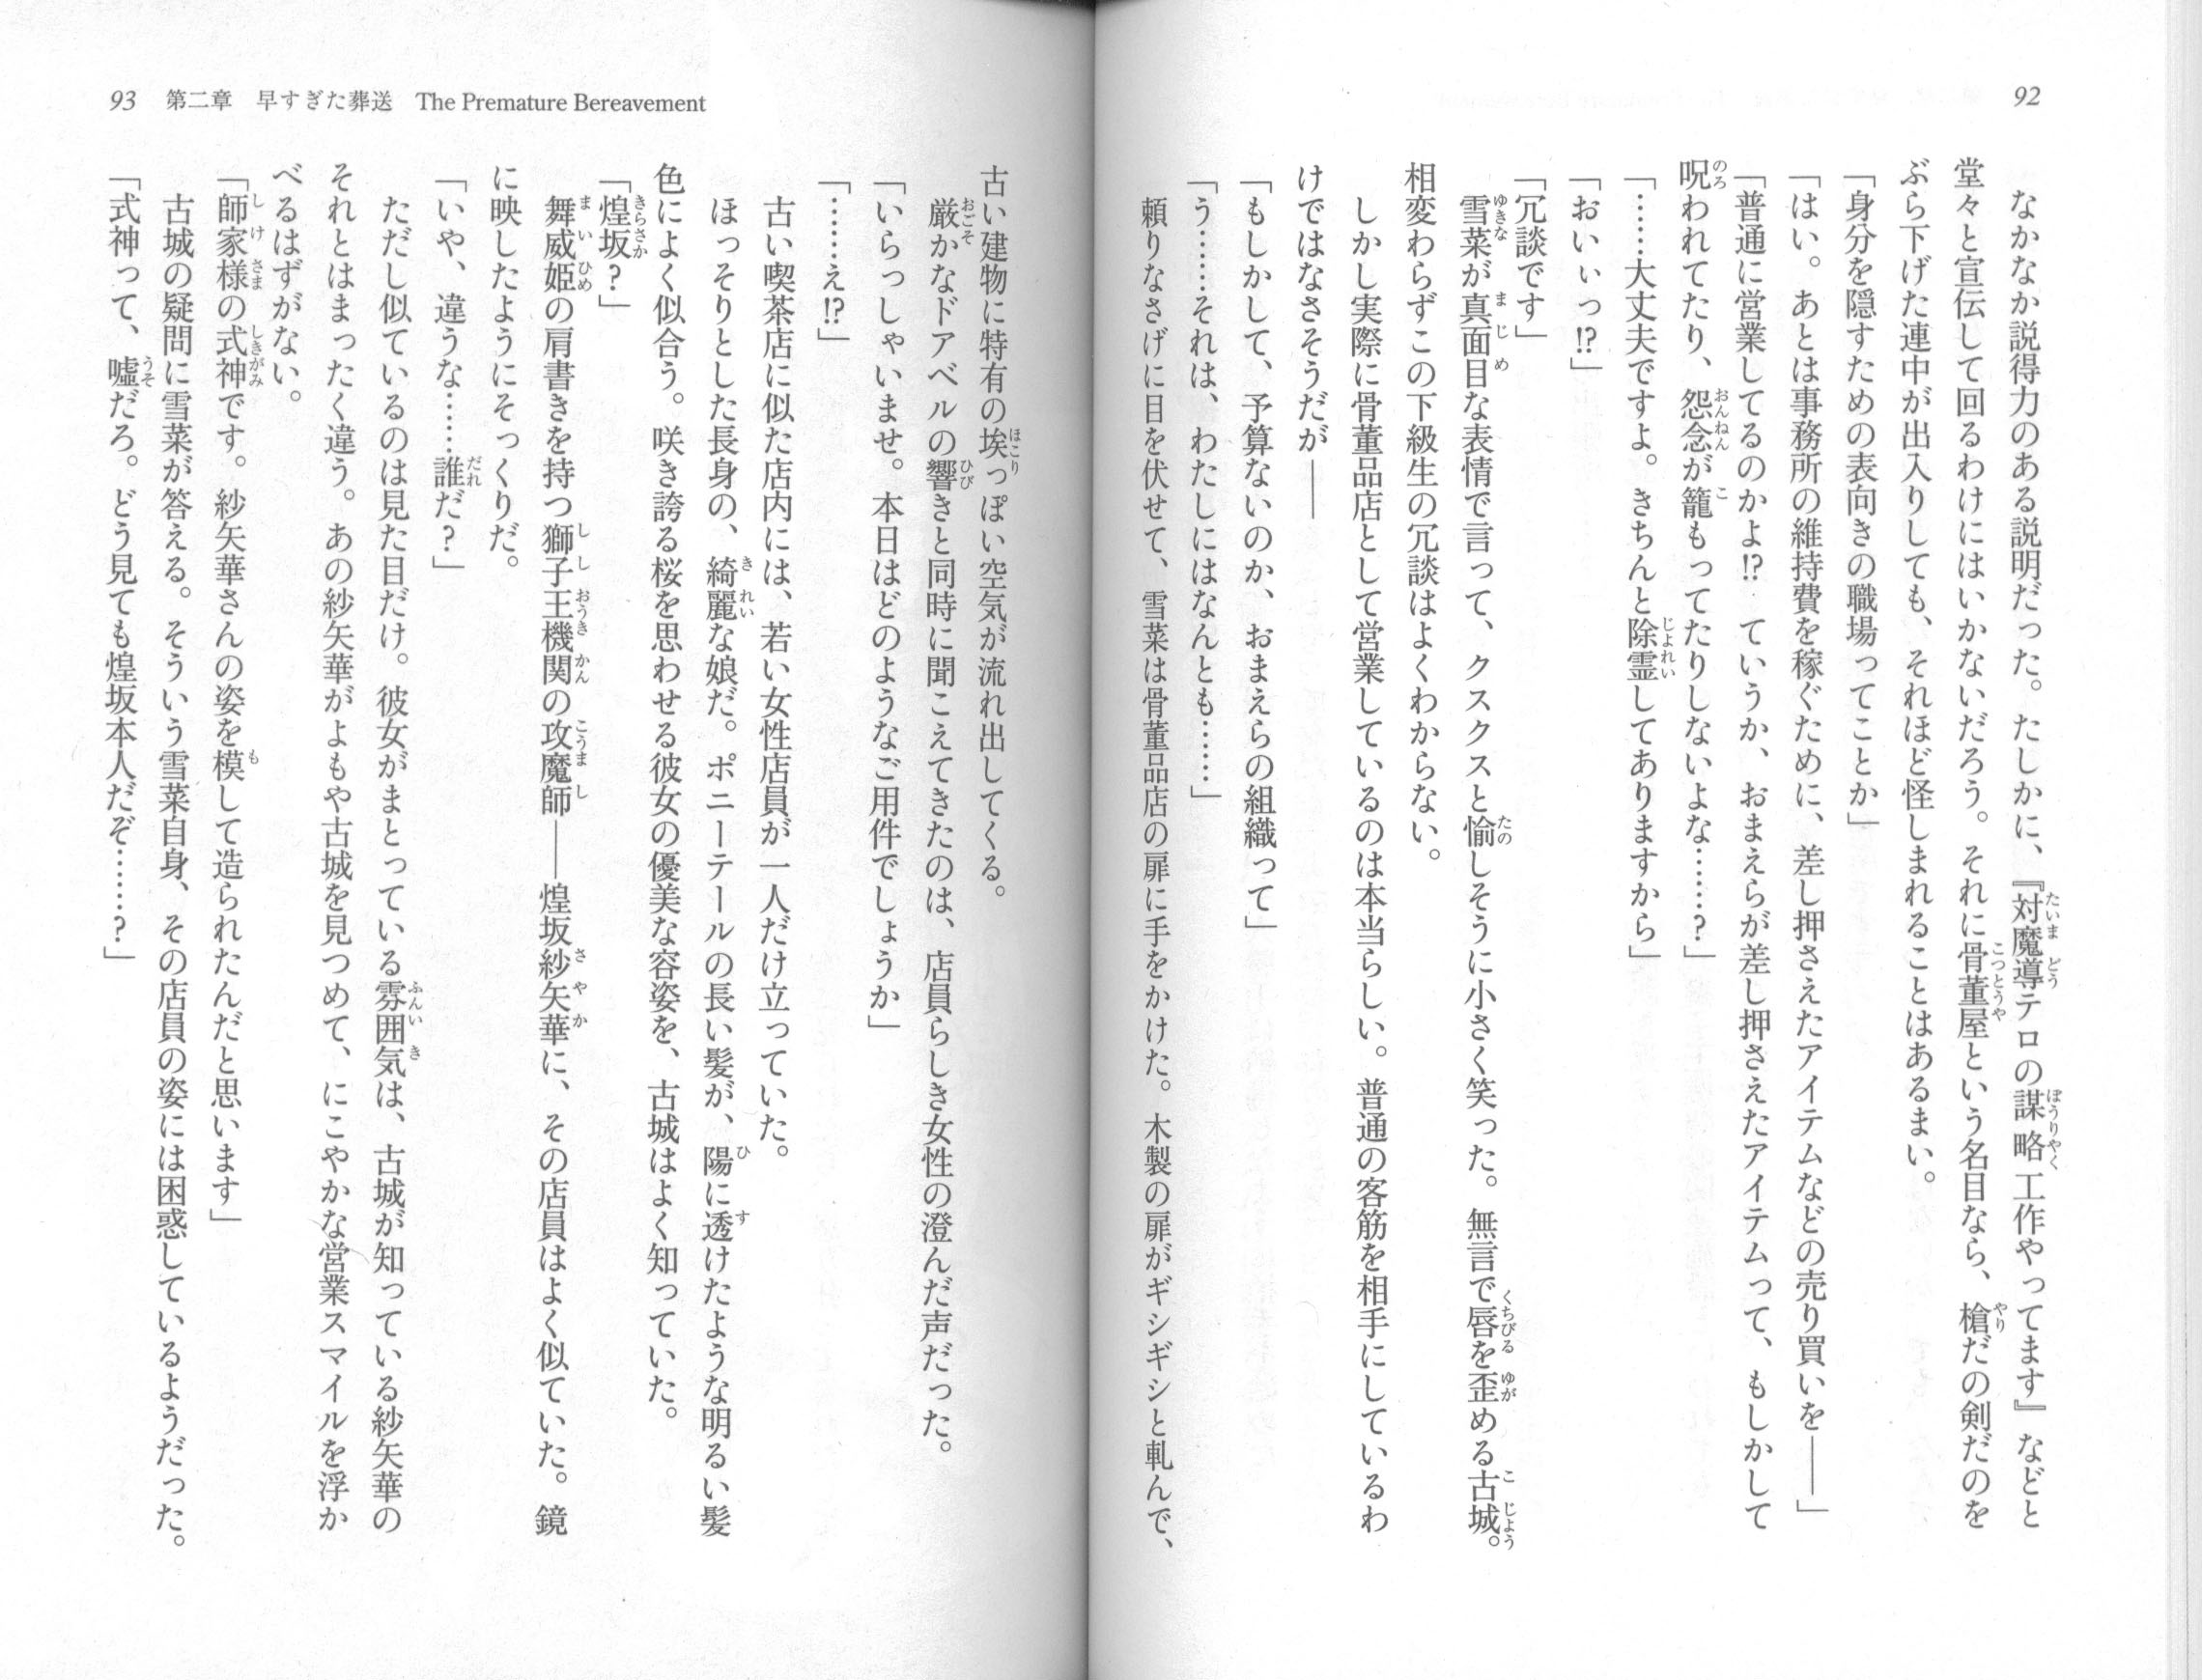 92
なかなか説得力のある説明だった。たしかに、『対魔導テロの謀略工作やってます』などと
堂々と宣伝して回るわけにはいかないだろう。それに骨董屋という名目なら、槍だの剣だのを
ぶら下げた連中が出入りしても、それほど怪しまれることはあるまい。
「身分を隠すための表向きの職場ってことか」
「はい。あとは事務所の維持費を稼ぐために、差し押さえたアイテムなどの売り買いを――」
「普通に営業してるのかよ!?　ていうか、おまえらが差し押さえたアイテムって、もしかして
呪われてたり、怨念が籠もってたりしないよな……?」
「……大丈夫ですよ。きちんと除霊してありますから」
「おいぃっ!?」
「冗談です」
雪菜が真面目な表情で言って、クスクスと愉しそうに小さく笑った。無言で唇を歪める古城。
相変わらずこの下級生の冗談はよくわからない。
しかし実際に骨董品店として営業しているのは本当らしい。普通の客筋を相手にしているわ
けではなさそうだが――
「もしかして、予算ないのか、おまえらの組織って」
「う……それは、わたしにはなんとも……」
頼りなさげに目を伏せて、雪菜は骨董品店の扉に手をかけた。木製の扉がギシギシと軋んで、
93　第二章　早すぎた葬送　The Premature Bereavement
古い建物に特有の埃っぽい空気が流れ出してくる。
厳かなドアベルの響きと同時に聞こえてきたのは、店員らしき女性の澄んだ声だった。
「いらっしゃいませ。本日はどのようなご用件でしょうか」
「……え!?」
古い喫茶店に似た店内には、若い女性店員が一人だけ立っていた。
ほっそりとした長身の、綺麗な娘だ。ポニーテールの長い髪が、陽に透けたような明るい髪
色によく似合う。咲き誇る桜を思わせる彼女の優美な容姿を、古城はよく知っていた。
「煌坂?」
舞威姫の肩書きを持つ獅子王機関の攻魔師――煌坂紗矢華に、その店員はよく似ていた。鏡
に映したようにそっくりだ。
「いや、違うな……誰だ?」
ただし似ているのは見た目だけ。彼女がまとっている雰囲気は、古城が知っている紗矢華の
それとはまったく違う。あの紗矢華がよもや古城を見つめて、にこやかな営業スマイルを浮か
べるはずがない。
「師家様の式神です。紗矢華さんの姿を模して造られたんだと思います」
古城の疑問に雪菜が答える。そういう雪菜自身、その店員の姿には困惑しているようだった。
「式神って、嘘だろ。どう見ても煌坂本人だぞ……?」